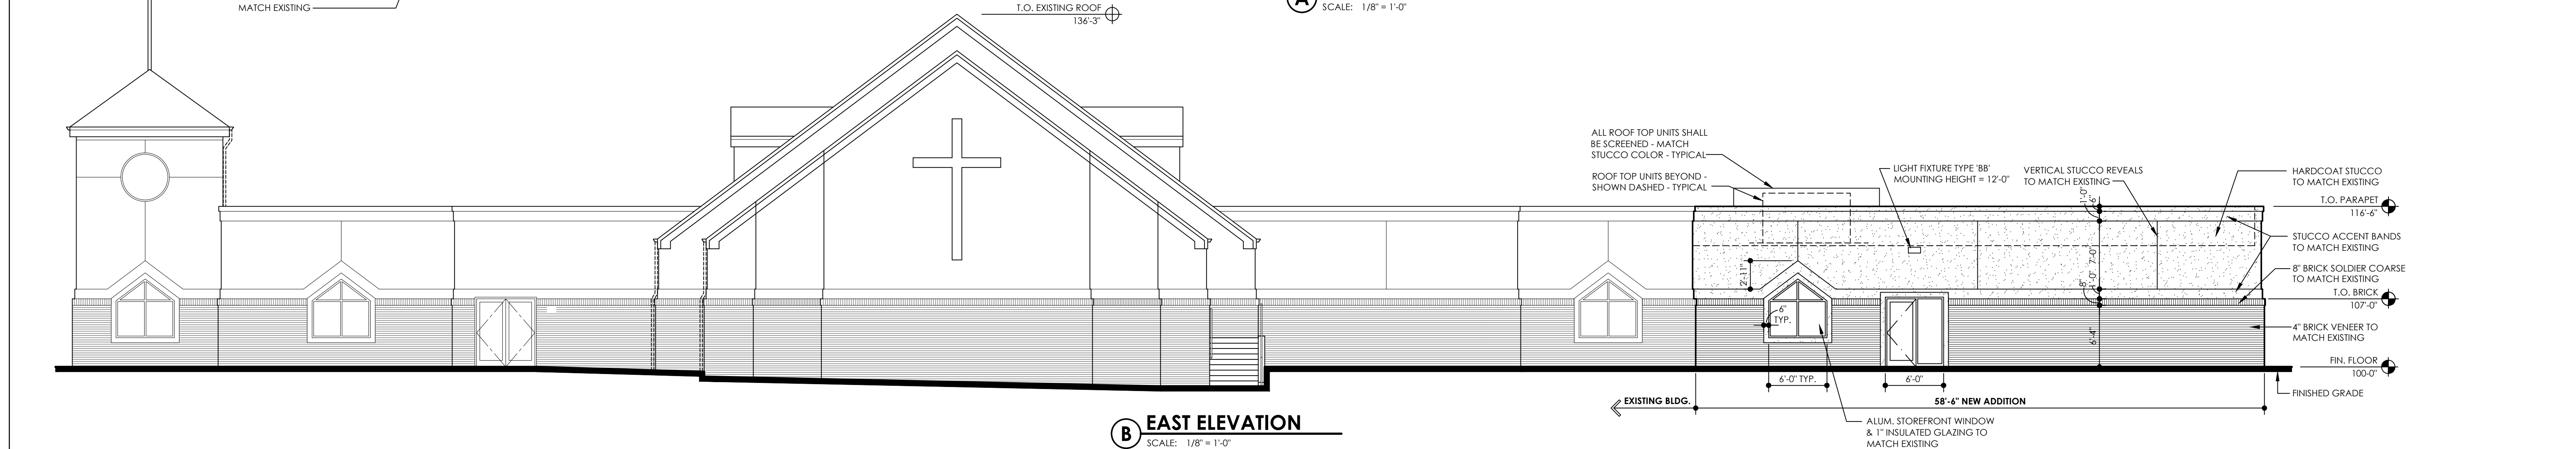 MATCH EXISTING
T.O. EXISTING ROOF
136'-3"
A
SCALE: 1/8" = 1'-0"
ALL ROOF TOP UNITS SHALL
BE SCREENED - MATCH
STUCCO COLOR - TYPICAL
ROOF TOP UNITS BEYOND -
SHOWN DASHED - TYPICAL
LIGHT FIXTURE TYPE 'BB'
MOUNTING HEIGHT = 12'-0"
VERTICAL STUCCO REVEALS
TO MATCH EXISTING
HARDCOAT STUCCO
TO MATCH EXISTING
T.O. PARAPET
116'-6"
STUCCO ACCENT BANDS
TO MATCH EXISTING
8" BRICK SOLDIER COARSE
TO MATCH EXISTING
T.O. BRICK
107'-0"
4" BRICK VENEER TO
MATCH EXISTING
FIN. FLOOR
100'-0"
FINISHED GRADE
1'-0"
6"
7'-0"
1'-0"
8"
6'-4"
2'-11"
6"
TYP.
6'-0" TYP.
6'-0"
EXISTING BLDG.
58'-6" NEW ADDITION
ALUM. STOREFRONT WINDOW
& 1" INSULATED GLAZING TO
MATCH EXISTING
B
EAST ELEVATION
SCALE: 1/8" = 1'-0"